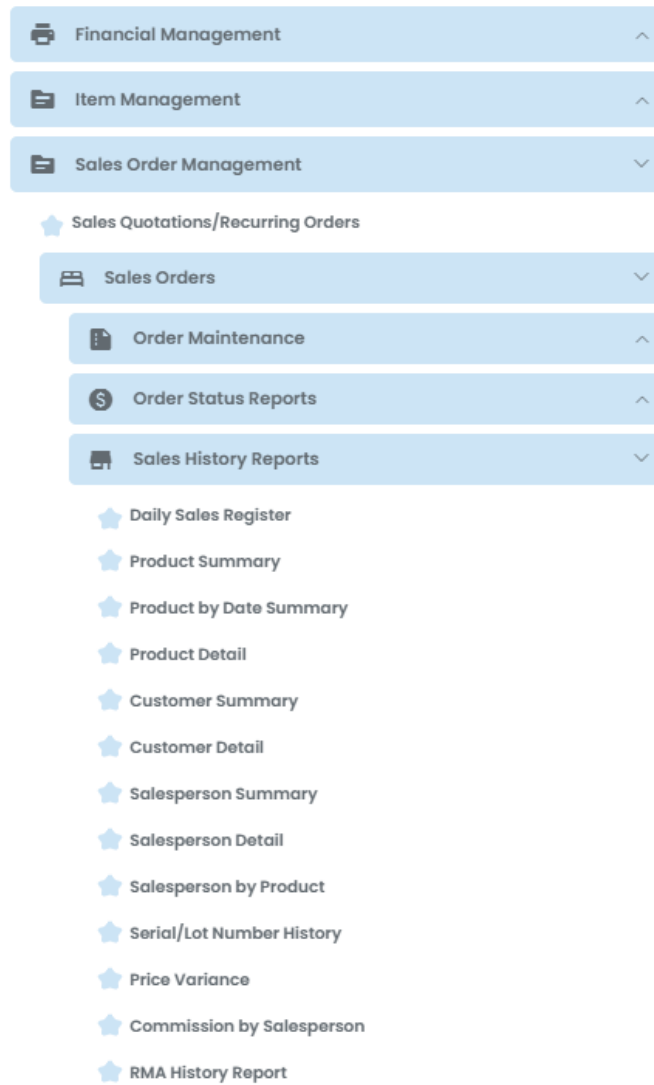 Financial Management
Item Management
Sales Order Management
Sales Quotations/Recurring Orders
Sales Orders
Order Maintenance
Order Status Reports
Sales History Reports
Daily Sales Register
Product Summary
Product by Date Summary
Product Detail
Customer Summary
Customer Detail
Salesperson Summary
Salesperson Detail
Salesperson by Product
Serial/Lot Number History
Price Variance
Commission by Salesperson
RMA History Report